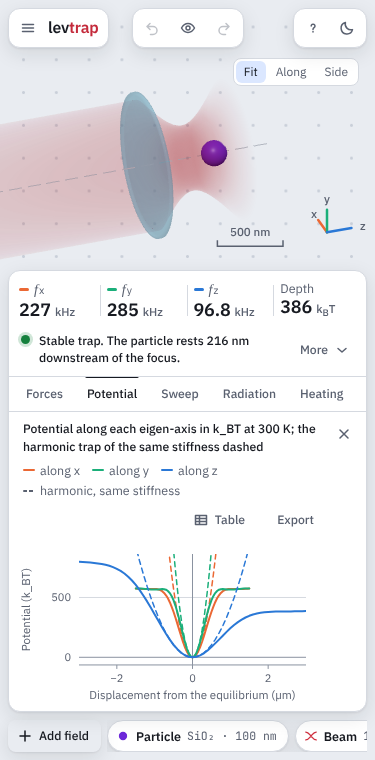 levtrap
?
Fit Along Side
500 nm
x y z
fx fy fz Depth
227 kHz 285 kHz 96.8 kHz 386 kBT
Stable trap. The particle rests 216 nm
downstream of the focus.
More
Forces Potential Sweep Radiation Heating
Potential along each eigen-axis in k_BT at 300 K; the
harmonic trap of the same stiffness dashed
along x along y along z
harmonic, same stiffness
Table Export
Potential (k_BT)
500
0
−2 0 2
Displacement from the equilibrium (µm)
+ Add field
Particle SiO₂ · 100 nm
Beam